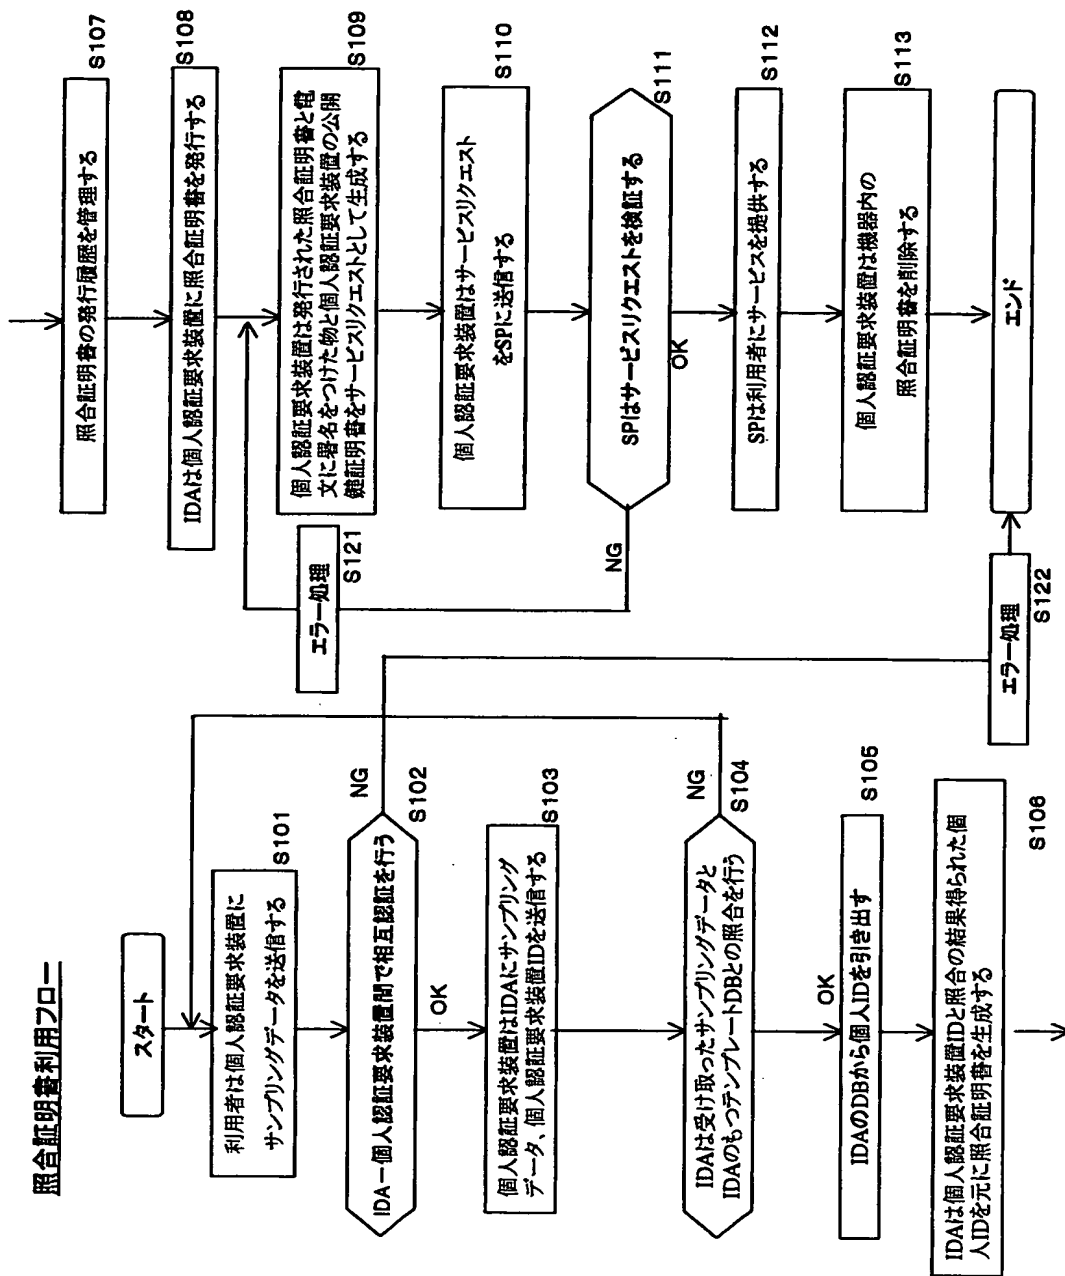 照合証明書利用フロー
スタート
利用者は個人認証要求装置に
サンプリングデータを送信する
S101
IDA－個人認証要求装置間で相互認証を行う
S102
NG
OK
個人認証要求装置はIDAにサンプリング
データ、個人認証要求装置IDを送信する
S103
IDAは受け取ったサンプリングデータと
IDAのもつテンプレートDBとの照合を行う
S104
NG
OK
IDAのDBから個人IDを引き出す
S105
IDAは個人認証要求装置IDと照合の結果得られた個
人IDを元に照合証明書を生成する
S106
照合証明書の発行履歴を管理する
S107
IDAは個人認証要求装置に照合証明書を発行する
S108
個人認証要求装置は発行された照合証明書と電
文に署名をつけた物と個人認証要求装置の公開
鍵証明書をサービスリクエストとして生成する
S109
個人認証要求装置はサービスリクエスト
をSPに送信する
S110
SPはサービスリクエストを検証する
S111
NG
OK
エラー処理
S121
SPは利用者にサービスを提供する
S112
個人認証要求装置は機器内の
照合証明書を削除する
S113
エラー処理
S122
エンド